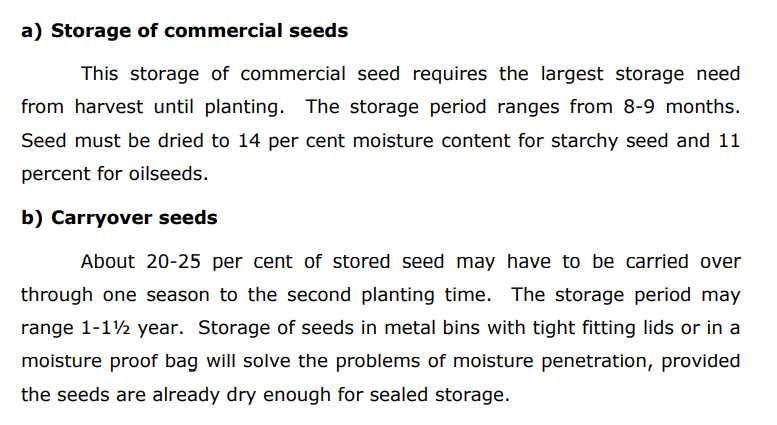 a) Storage of commercial seeds
This storage of commercial seed requires the largest storage need
from harvest until planting. The storage period ranges from 8-9 months.
Seed must be dried to 14 per cent moisture content for starchy seed and 11
percent for oilseeds.
b) Carryover seeds
About 20-25 per cent of stored seed may have to be carried over
through one season to the second planting time. The storage period may
range 1-1½ year. Storage of seeds in metal bins with tight fitting lids or in a
moisture proof bag will solve the problems of moisture penetration, provided
the seeds are already dry enough for sealed storage.